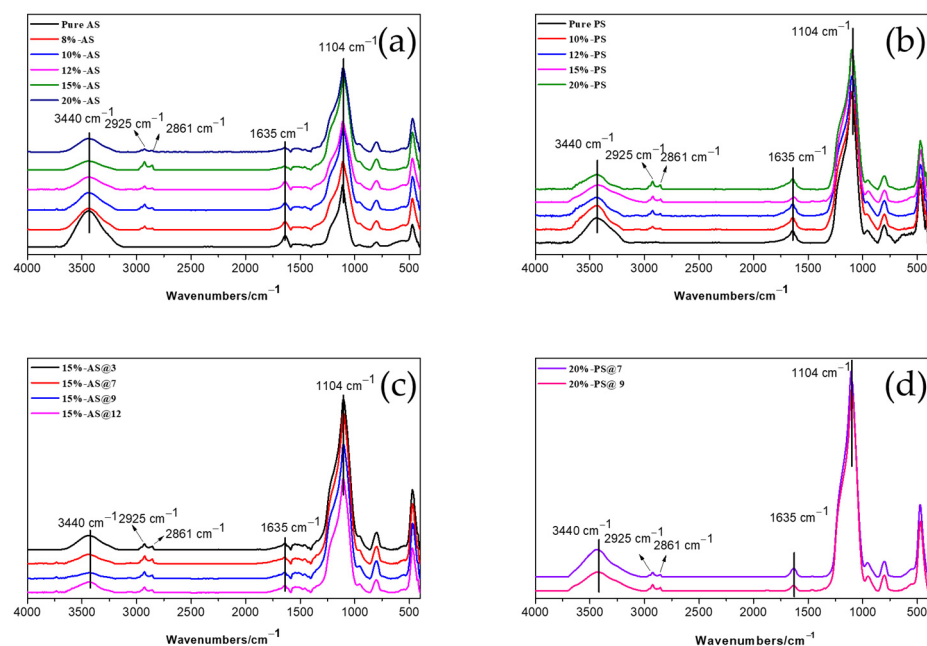 Pure AS
8%-AS
10%-AS
12%-AS
15%-AS
20%-AS
1104 cm−1
(a)
3440 cm−1
2925 cm−1
2861 cm−1
1635 cm−1
4000 3500 3000 2500 2000 1500 1000 500
Wavenumbers/cm−1
Pure PS
10%-PS
12%-PS
15%-PS
20%-PS
1104 cm−1
(b)
3440 cm−1
2925 cm−1
2861 cm−1
1635 cm−1
4000 3500 3000 2500 2000 1500 1000 500
Wavenumbers/cm−1
15%-AS@3
15%-AS@7
15%-AS@9
15%-AS@12
1104 cm−1
(c)
3440 cm−1
2925 cm−1
2861 cm−1
1635 cm−1
4000 3500 3000 2500 2000 1500 1000 500
Wavenumbers/cm−1
20%-PS@7
20%-PS@ 9
1104 cm−1
(d)
3440 cm−1
2925 cm−1
2861 cm−1
1635 cm−1
4000 3500 3000 2500 2000 1500 1000 500
Wavenumbers/cm−1